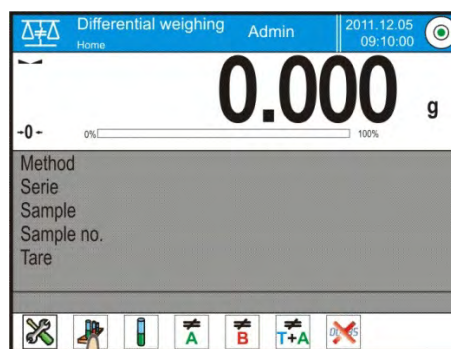 Differential weighing
Home
Admin
2011.12.05
09:10:00
0.000 g
→0←
0%
100%
Method
Serie
Sample
Sample no.
Tare
A
B
T+A